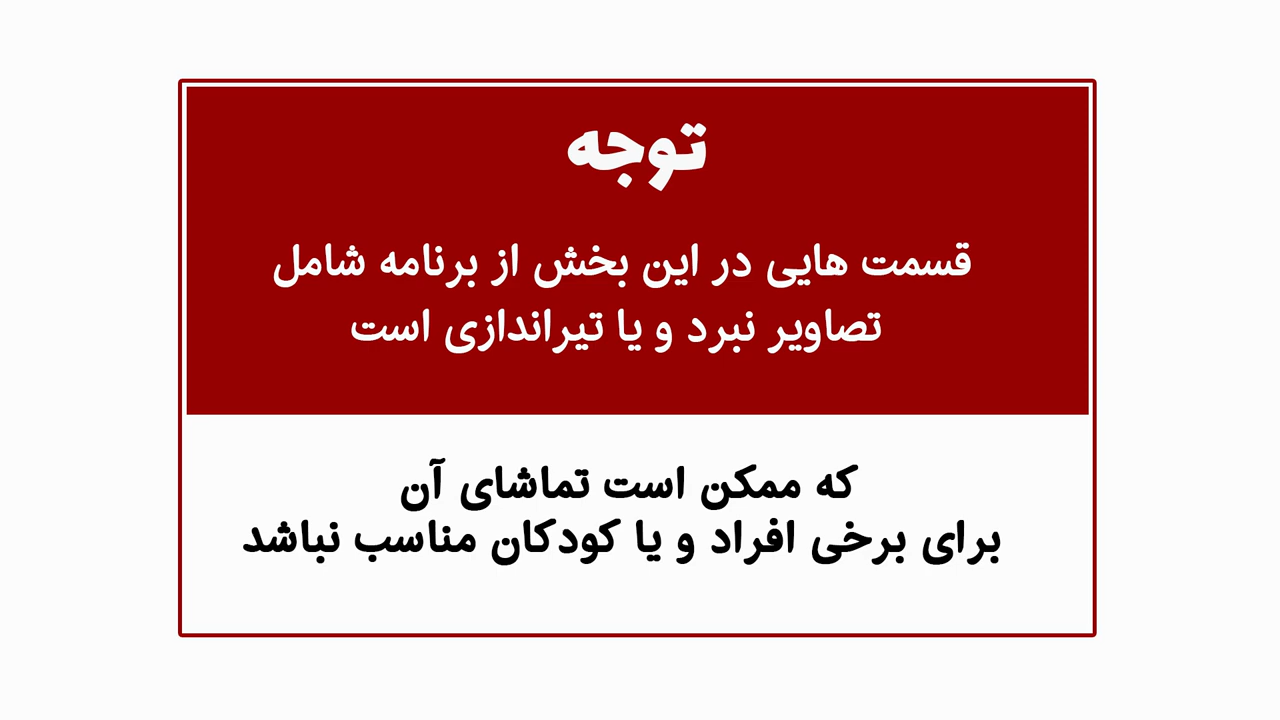 توجه
قسمت هایی در این بخش از برنامه شامل
تصاویر نبرد و یا تیراندازی است
که ممکن است تماشای آن
برای برخی افراد و یا کودکان مناسب نباشد